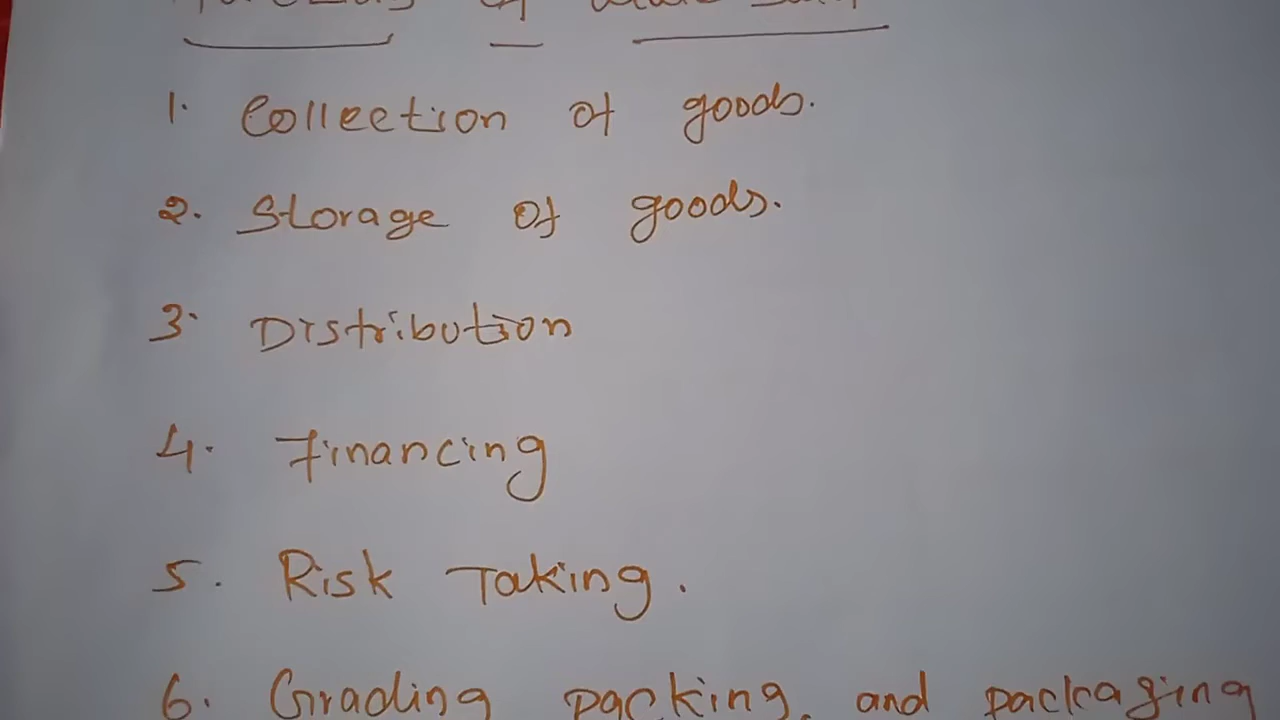 of
1. Collection of goods.
2. Storage of goods.
3. Distribution
4. Financing
5. Risk Taking.
6. Grading packing, and packaging